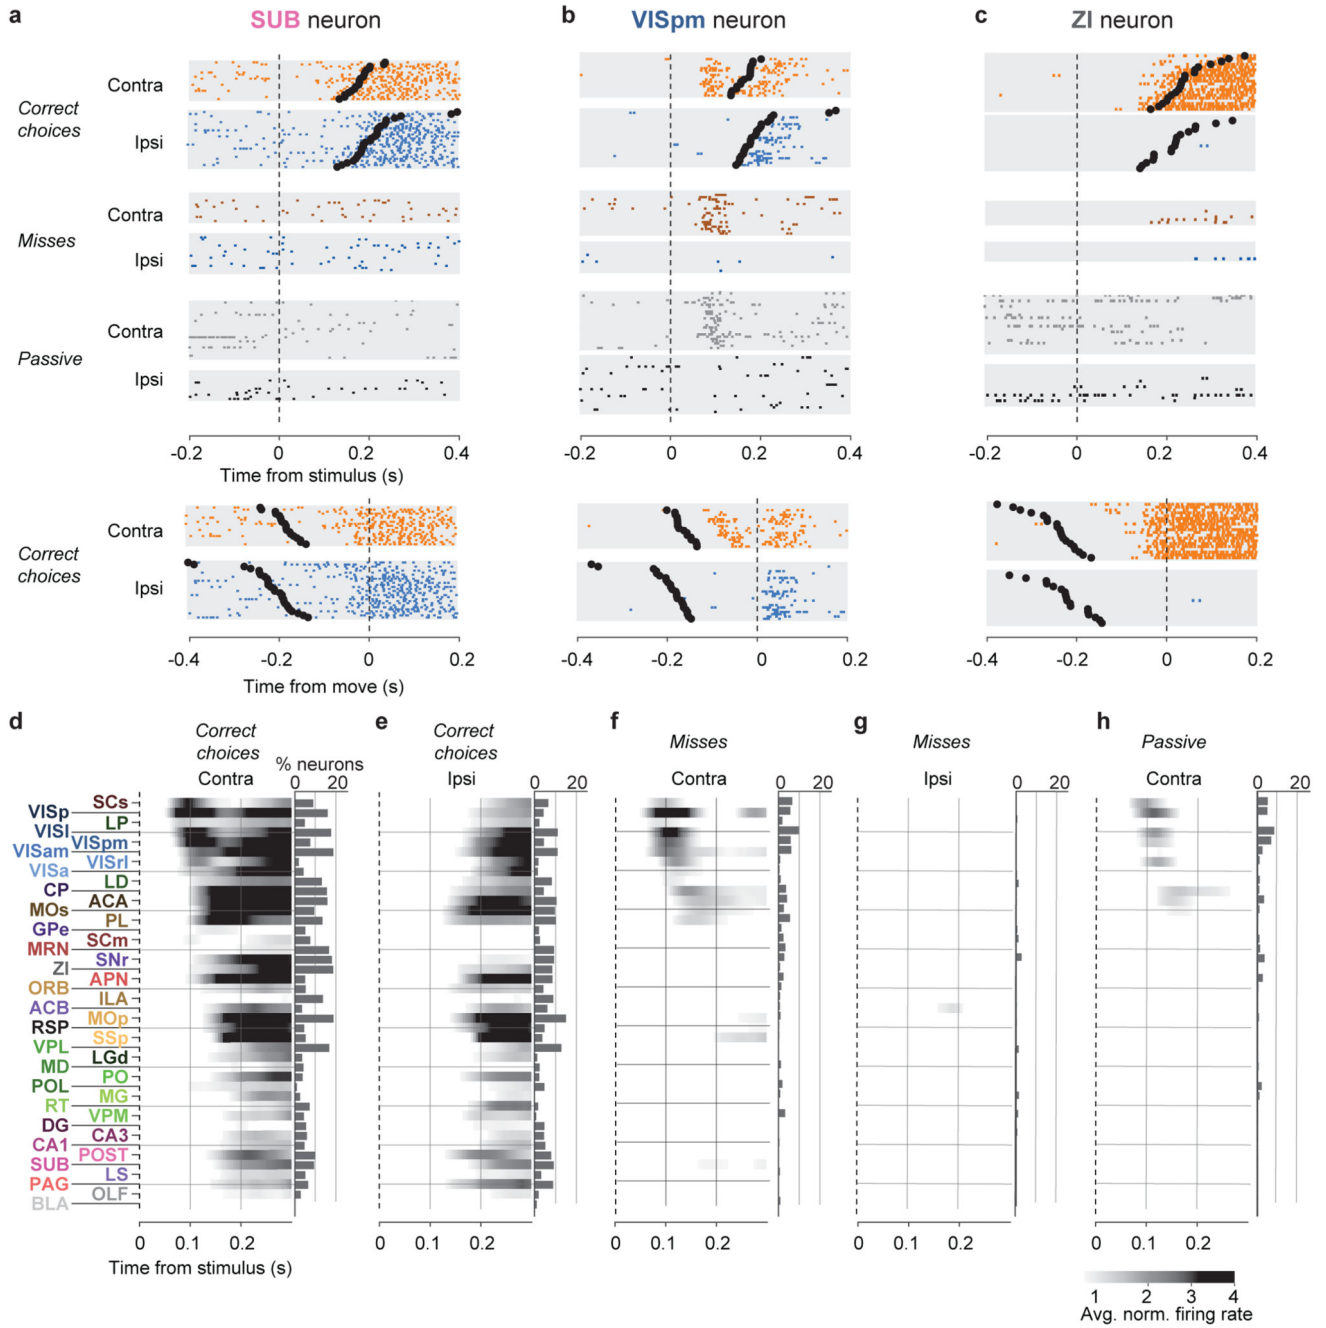 a SUB neuron
b VISpm neuron
c ZI neuron
Correct choices
Contra
Ipsi
Misses
Contra
Ipsi
Passive
Contra
Ipsi
-0.2 0 0.2 0.4
-0.2 0 0.2 0.4
-0.2 0 0.2 0.4
Time from stimulus (s)
Correct choices
Contra
Ipsi
-0.4 -0.2 0 0.2
-0.4 -0.2 0 0.2
-0.4 -0.2 0 0.2
Time from move (s)
d
Correct choices
Contra
% neurons
0 20
e
Correct choices
Ipsi
0 20
f
Misses
Contra
0 20
g
Misses
Ipsi
0 20
h
Passive
Contra
0 20
SCs
VISp
LP
VISl
VISpm
VISam
VISrl
VISa
LD
CP
ACA
MOs
PL
GPe
SCm
MRN
SNr
ZI
APN
ORB
ILA
ACB
MOp
RSP
SSp
VPL
LGd
MD
PO
POL
MG
RT
VPM
DG
CA3
CA1
POST
SUB
LS
PAG
OLF
BLA
0 0.1 0.2
0 0.1 0.2
0 0.1 0.2
0 0.1 0.2
0 0.1 0.2
Time from stimulus (s)
1 2 3 4
Avg. norm. firing rate